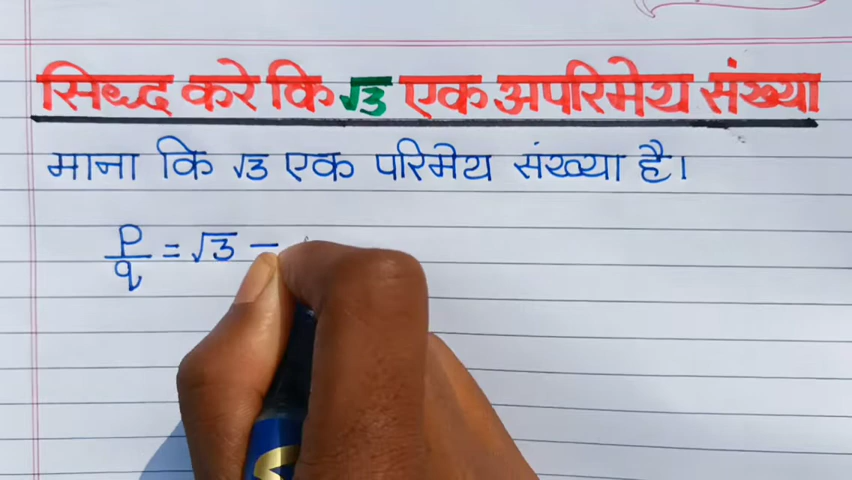 सिध्द करे कि √3 एक अपरिमेय संख्या
माना कि √3 एक परिमेय संख्या है।
p/q = √3 –